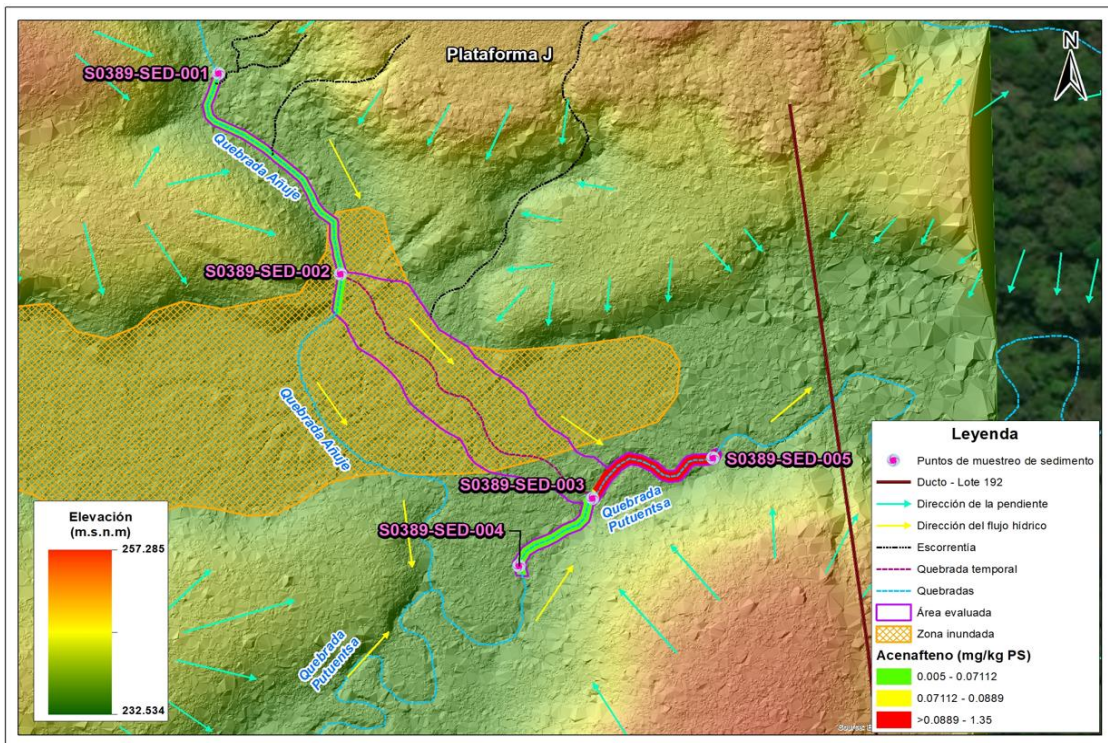 Plataforma J
N
S0389-SED-001
Quebrada Añuje
S0389-SED-002
Quebrada Añuje
S0389-SED-003
S0389-SED-005
Quebrada Putuentsa
S0389-SED-004
Quebrada
Putuentsa
Elevación
(m.s.n.m)
257.285
232.534
Leyenda
Puntos de muestreo de sedimento
Ducto - Lote 192
Dirección de la pendiente
Dirección del flujo hídrico
Escorrentía
Quebrada temporal
Quebradas
Área evaluada
Zona inundada
Acenafteno (mg/kg PS)
0.005 - 0.07112
0.07112 - 0.0889
>0.0889 - 1.35